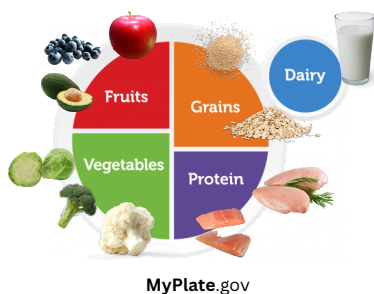 Dairy
Fruits
Grains
Vegetables
Protein
MyPlate.gov